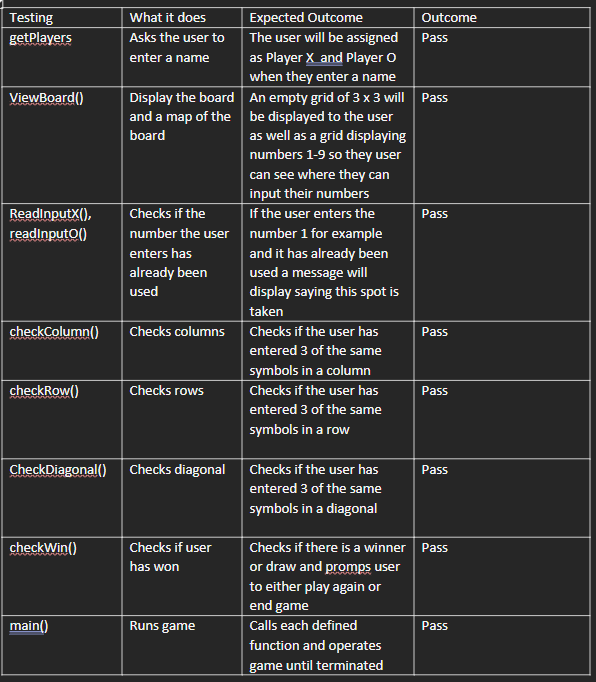 Testing What it does Expected Outcome Outcome
getPlayers Asks the user to The user will be assigned Pass
enter a name as Player X  and Player O
when they enter a name
ViewBoard() Display the board An empty grid of 3 x 3 will Pass
and a map of the be displayed to the user
board as well as a grid displaying
numbers 1-9 so they user
can see where they can
input their numbers
ReadInputX(), Checks if the If the user enters the Pass
readInputO() number the user number 1 for example
enters has and it has already been
already been used a message will
used display saying this spot is
taken
checkColumn() Checks columns Checks if the user has Pass
entered 3 of the same
symbols in a column
checkRow() Checks rows Checks if the user has Pass
entered 3 of the same
symbols in a row
CheckDiagonal() Checks diagonal Checks if the user has Pass
entered 3 of the same
symbols in a diagonal
checkWin() Checks if user Checks if there is a winner Pass
has won or draw and promps user
to either play again or
end game
main() Runs game Calls each defined Pass
function and operates
game until terminated